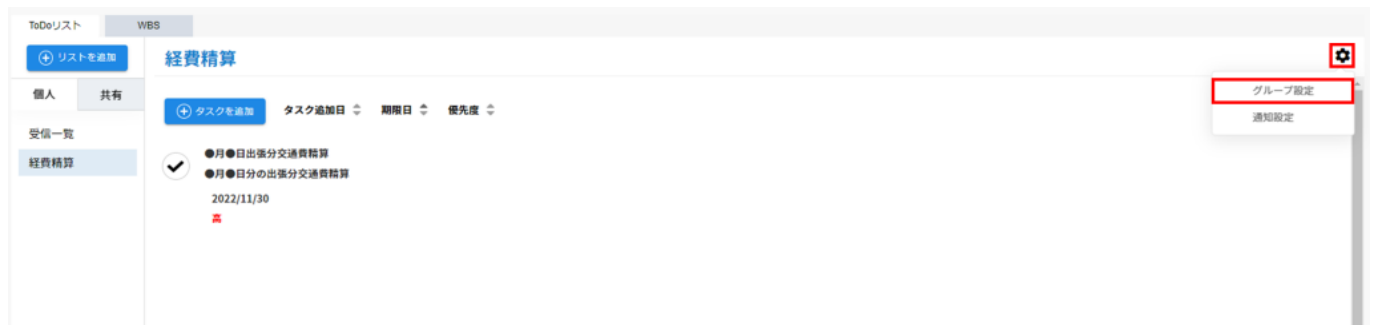 ToDoリスト WBS
リストを追加
経費精算
個人 共有
グループ設定
通知設定
タスクを追加 タスク追加日 期限日 優先度
受信一覧
経費精算
●月●日出張分交通費精算
●月●日分の出張分交通費精算
2022/11/30
高